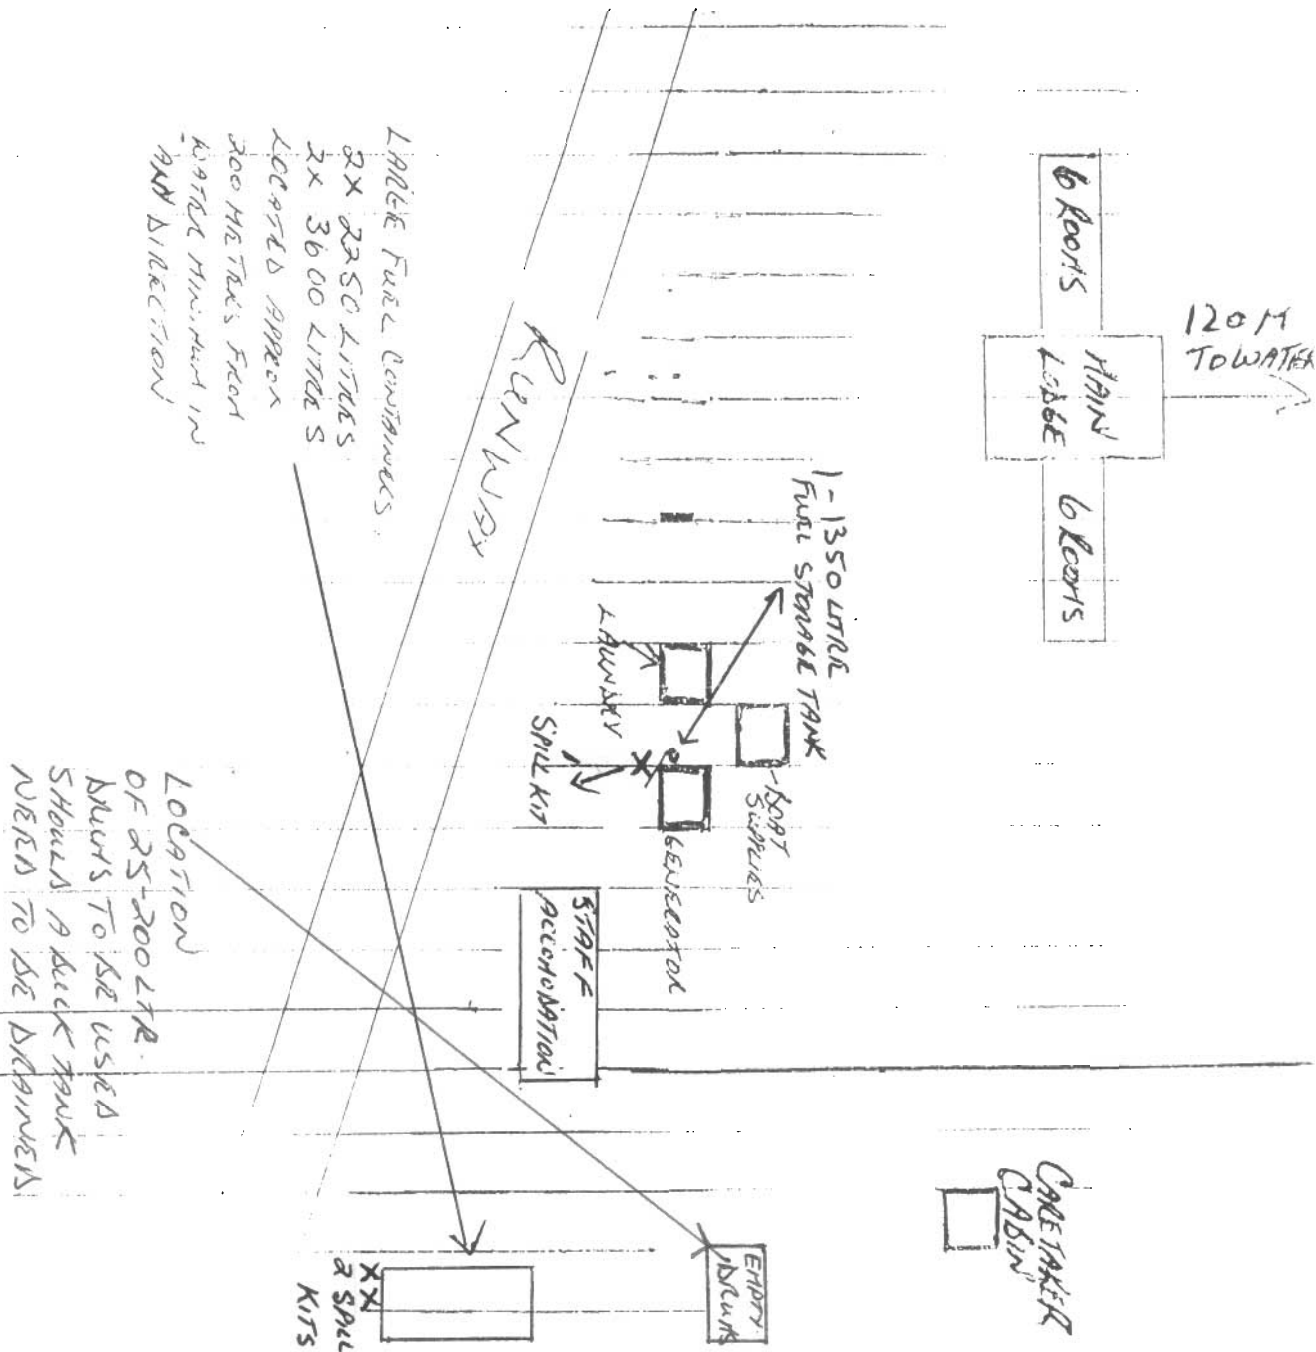 120 M
TO WATER
6 ROOMS
MAIN
LODGE
6 ROOMS
1-1350 LITRE
FUEL STORAGE TANK
LAUNDRY
BOAT
SUPPLIES
SPILL KIT
GENERATOR
STAFF
ACCOMODATION
RUNWAY
LARGE FUEL CONTAINERS.
2X 2250 LITRES
2X 3600 LITRES
LOCATED APPROX
200 METRES FROM
WATER MINIMUM IN
ANY DIRECTION
LOCATION
OF 25-200 LTR.
DRUMS TO BE USED
SHOULD A BULK TANK
NEED TO BE DRAINED
CARETAKER
CABIN
EMPTY
DRUMS
XX
2 SPILL
KITS
X